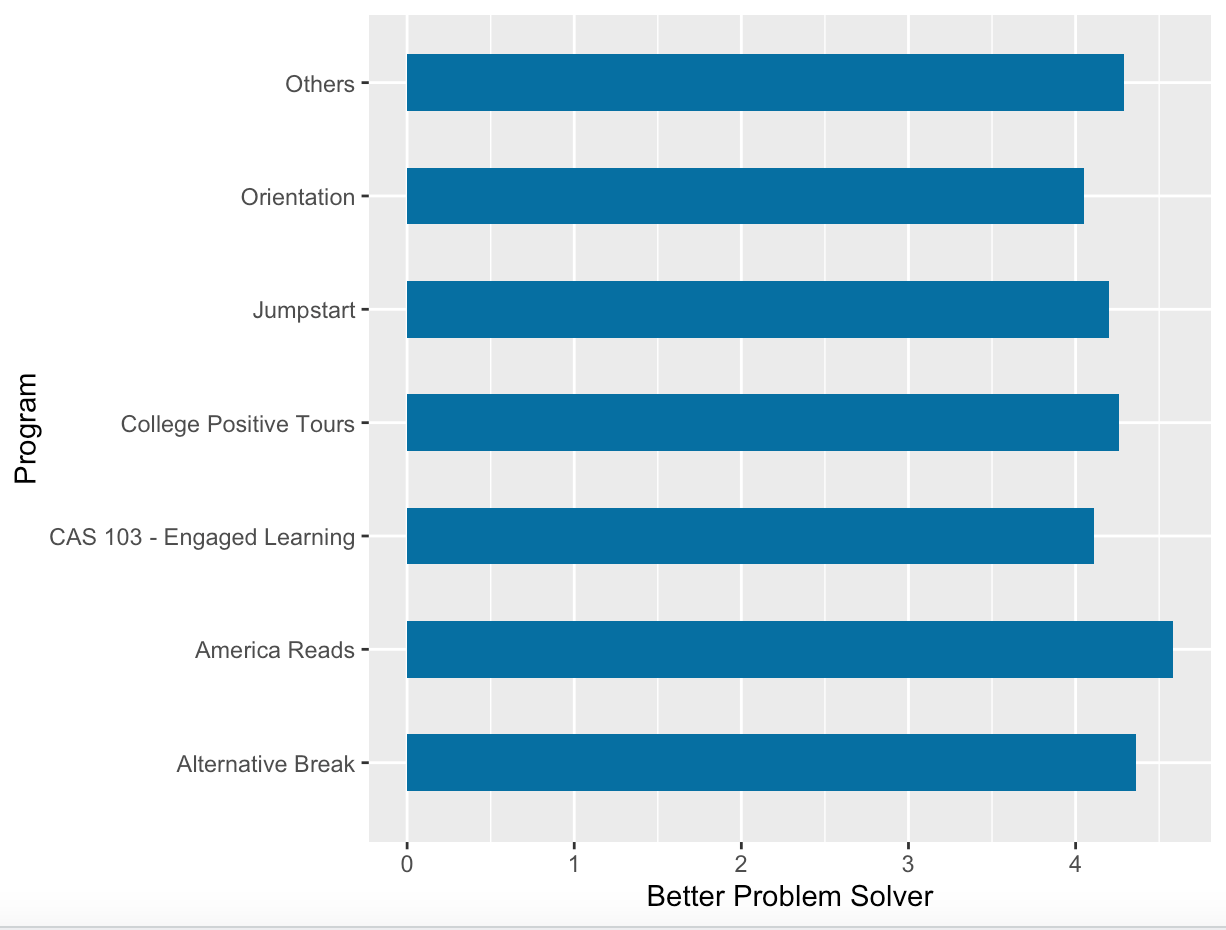 Others
Orientation
Jumpstart
College Positive Tours
CAS 103 - Engaged Learning
America Reads
Alternative Break
Program
0 1 2 3 4
Better Problem Solver